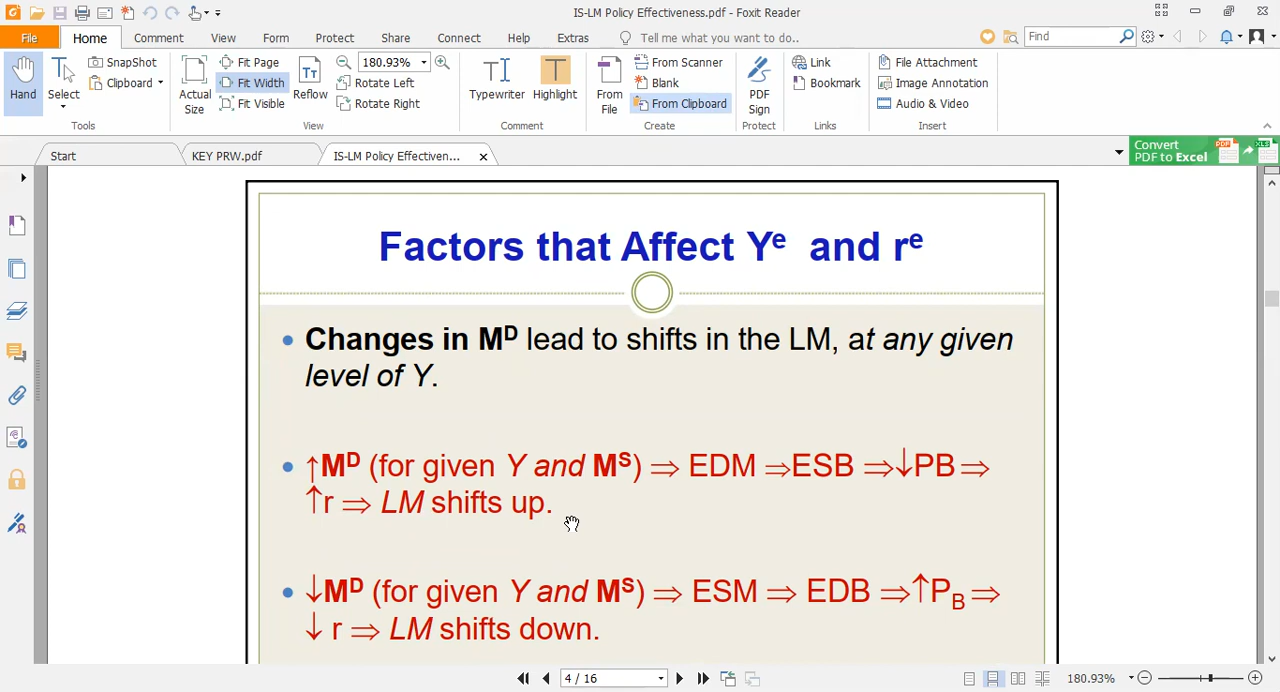 IS-LM Policy Effectiveness.pdf - Foxit Reader
File Home Comment View Form Protect Share Connect Help Extras Tell me what you want to do.. Find
Hand
Select
SnapShot
Clipboard
Tools
Actual Size
Fit Page
Fit Width
Fit Visible
Reflow
180.93%
Rotate Left
Rotate Right
View
Typewriter
Highlight
Comment
From File
From Scanner
Blank
From Clipboard
Create
PDF Sign
Protect
Link
Bookmark
Links
File Attachment
Image Annotation
Audio & Video
Insert
Start KEY PRW.pdf IS-LM Policy Effectiven...
Convert
PDF to Excel
Factors that Affect Yᵉ and rᵉ
• Changes in Mᴰ lead to shifts in the LM, at any given
level of Y.
• ↑Mᴰ (for given Y and Mˢ) ⇒ EDM ⇒ESB ⇒↓PB⇒
↑r ⇒ LM shifts up.
• ↓Mᴰ (for given Y and Mˢ) ⇒ ESM ⇒ EDB ⇒↑P_B ⇒
↓ r ⇒ LM shifts down.
4 / 16
180.93%